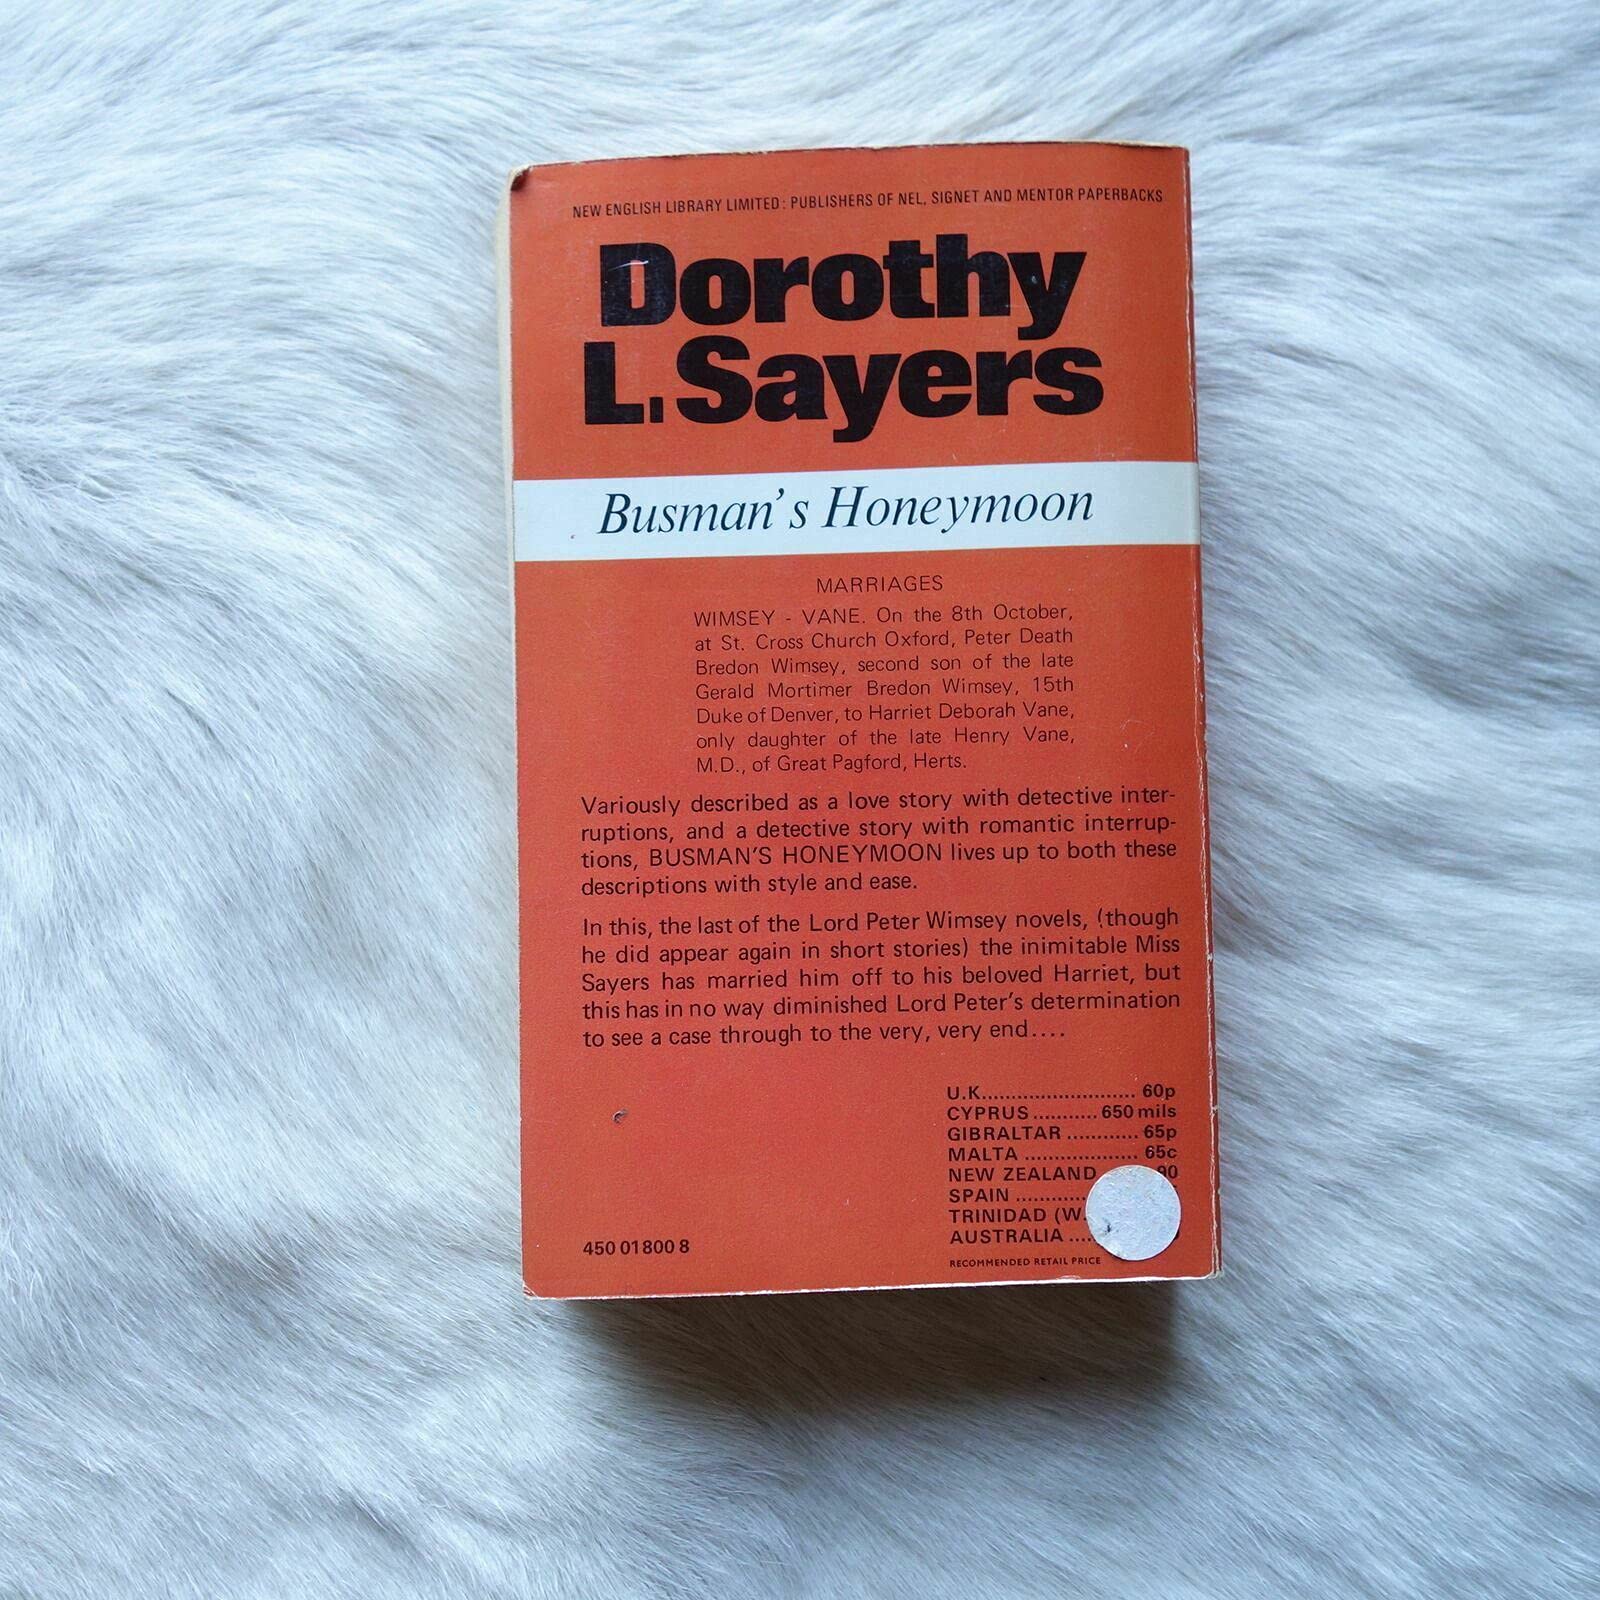 NEW ENGLISH LIBRARY LIMITED: PUBLISHERS OF NEL, SIGNET AND MENTOR PAPERBACKS
Dorothy
L. Sayers
Busman's Honeymoon
MARRIAGES
WIMSEY - VANE. On the 8th October,
at St. Cross Church Oxford, Peter Death
Bredon Wimsey, second son of the late
Gerald Mortimer Bredon Wimsey, 15th
Duke of Denver, to Harriet Deborah Vane,
only daughter of the late Henry Vane,
M.D., of Great Pagford, Herts.
Variously described as a love story with detective inter-
ruptions, and a detective story with romantic interrup-
tions, BUSMAN'S HONEYMOON lives up to both these
descriptions with style and ease.
In this, the last of the Lord Peter Wimsey novels, (though
he did appear again in short stories) the inimitable Miss
Sayers has married him off to his beloved Harriet, but
this has in no way diminished Lord Peter's determination
to see a case through to the very, very end....
U.K.......................... 60p
CYPRUS ........... 650 mils
GIBRALTAR ............ 65p
MALTA ................... 65c
NEW ZEALAND 90
SPAIN ............
TRINIDAD (W.
AUSTRALIA ....
RECOMMENDED RETAIL PRICE
450 01800 8